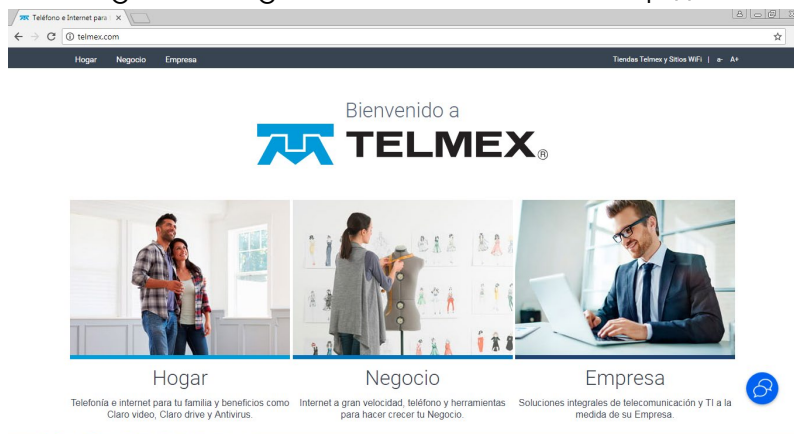 Teléfono e Internet para
telmex.com
Hogar Negocio Empresa
Tiendas Telmex y Sitios WiFi | a- A+
Bienvenido a
TELMEX®
Hogar
Telefonía e internet para tu familia y beneficios como
Claro video, Claro drive y Antivirus.
Negocio
Internet a gran velocidad, teléfono y herramientas
para hacer crecer tu Negocio.
Empresa
Soluciones integrales de telecomunicación y TI a la
medida de su Empresa.